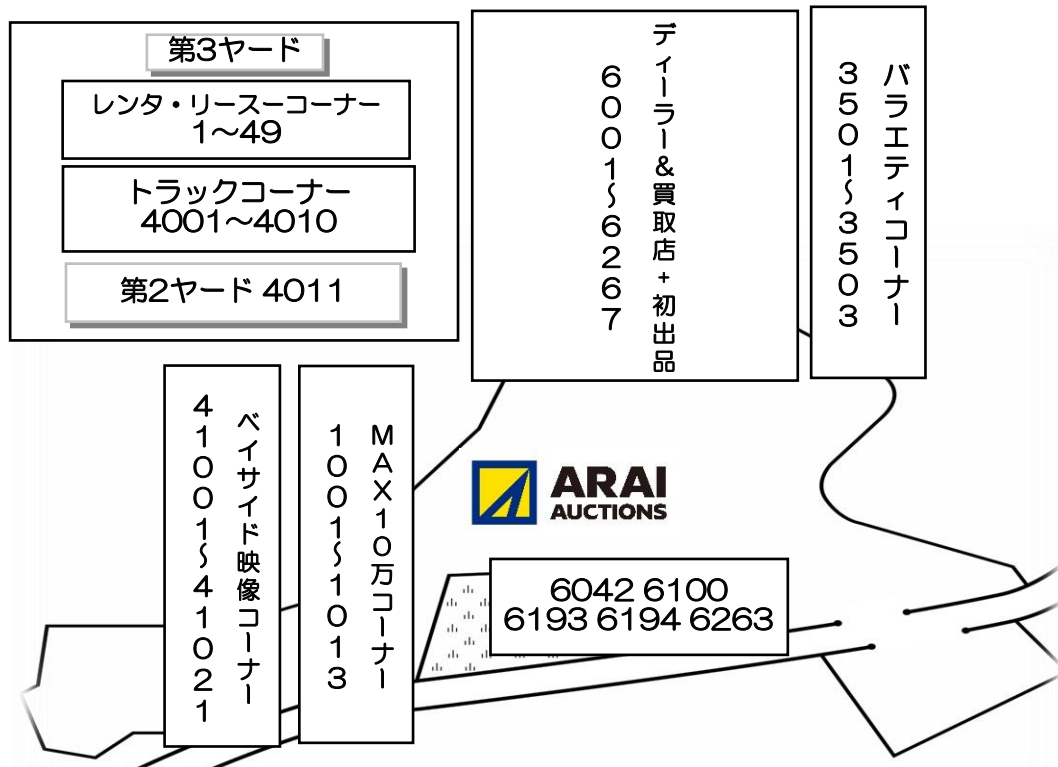 第3ヤード
レンタ・リースーコーナー
1～49
トラックコーナー
4001～4010
第2ヤード 4011
ディーラー&買取店+初出品
6001～6267
バラエティコーナー
3501～3503
ベイサイド映像コーナー
41001～41021
MAX10万コーナー
1001～1013
ARAI
AUCTIONS
6042 6100
6193 6194 6263